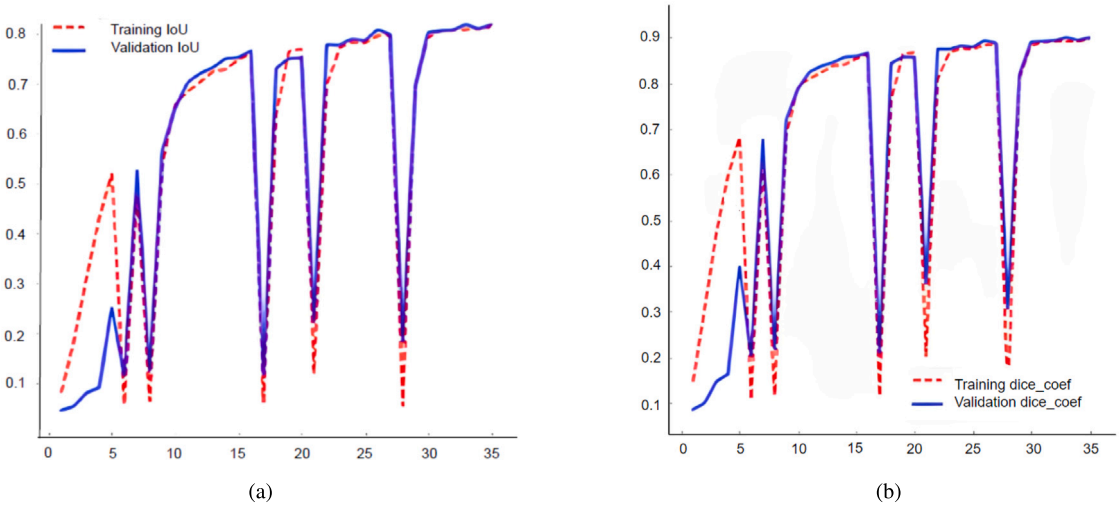 Training IoU
Validation IoU
0.8
0.7
0.6
0.5
0.4
0.3
0.2
0.1
0 5 10 15 20 25 30 35
(a)
0.9
0.8
0.7
0.6
0.5
0.4
0.3
0.2
0.1
Training dice_coef
Validation dice_coef
0 5 10 15 20 25 30 35
(b)